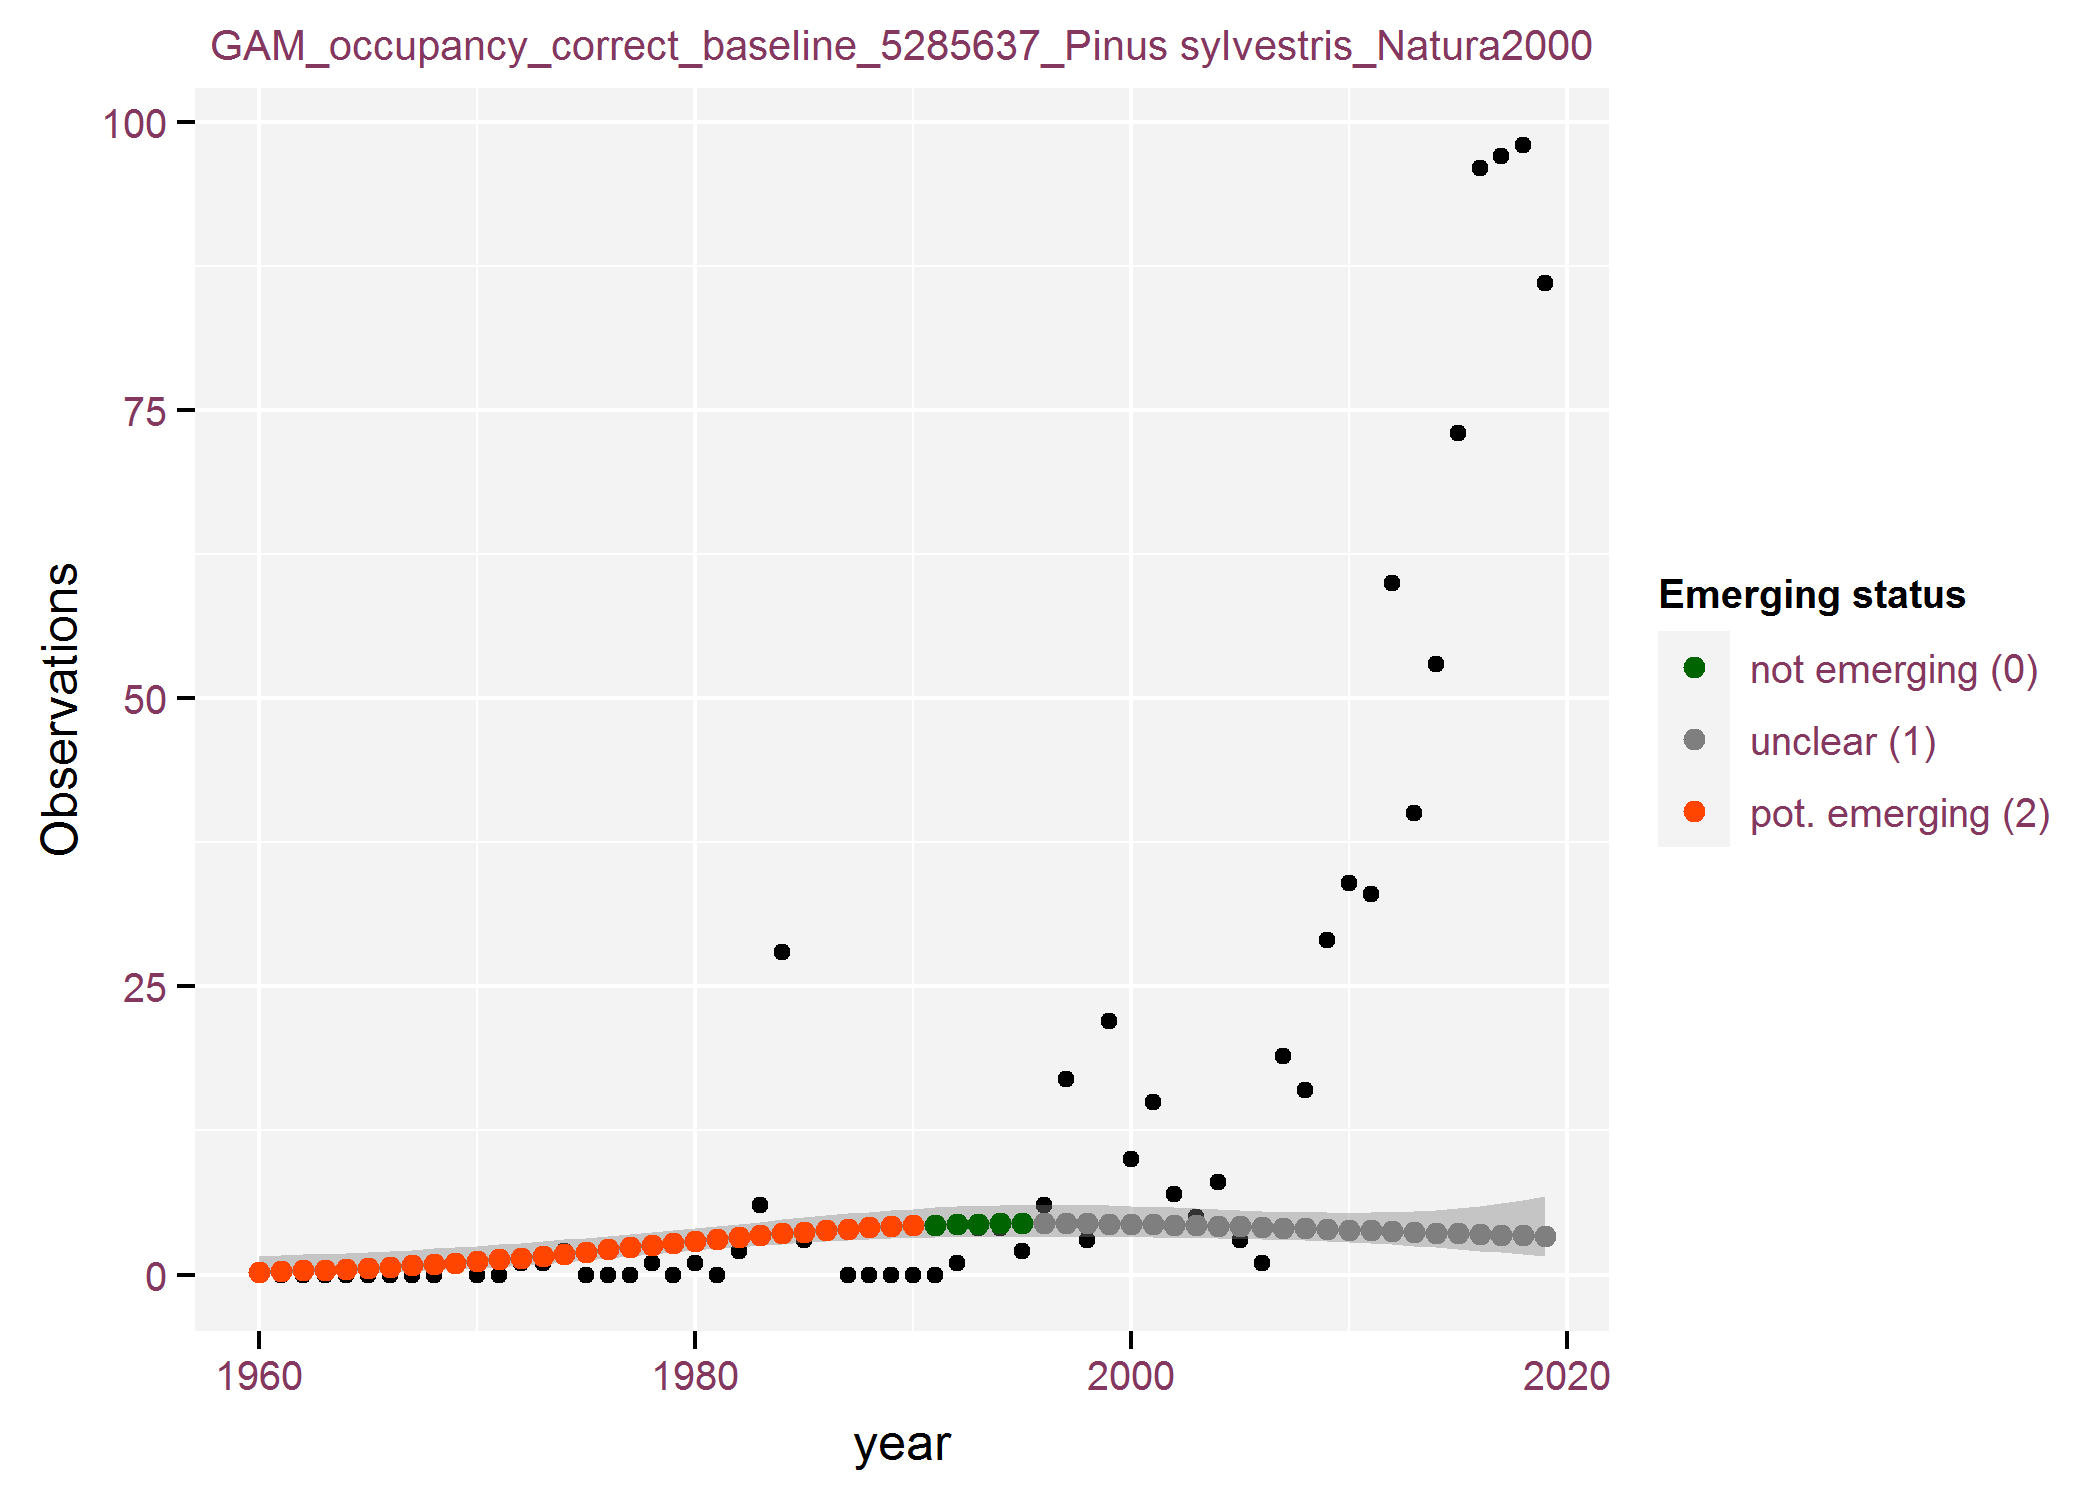 GAM_occupancy_correct_baseline_5285637_Pinus sylvestris_Natura2000
100
75
50
25
0
Observations
1960 1980 2000 2020
year
Emerging status
not emerging (0)
unclear (1)
pot. emerging (2)